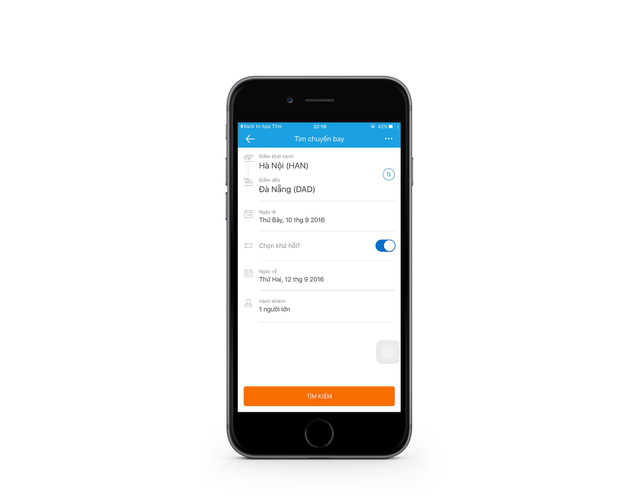 Back to App Title 22:16 42%
Tìm chuyến bay
Điểm khởi hành
Hà Nội (HAN)
Điểm đến
Đà Nẵng (DAD)
Ngày đi
Thứ Bảy, 10 thg 9 2016
Chọn khứ hồi?
Ngày về
Thứ Hai, 12 thg 9 2016
Hành khách
1 người lớn
TÌM KIẾM